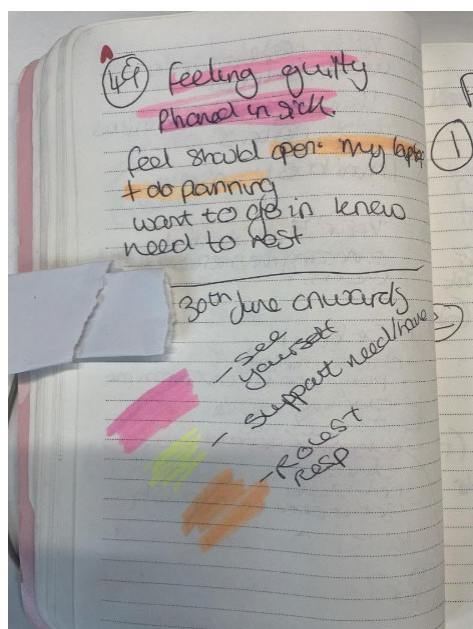 49
Feeling guilty
Phoned in sick.
Feel should open my laptop
+ do planning
want to go in knew
need to rest
30th June onwards
- see yourself
- support need/have
- Roles + Resp
1